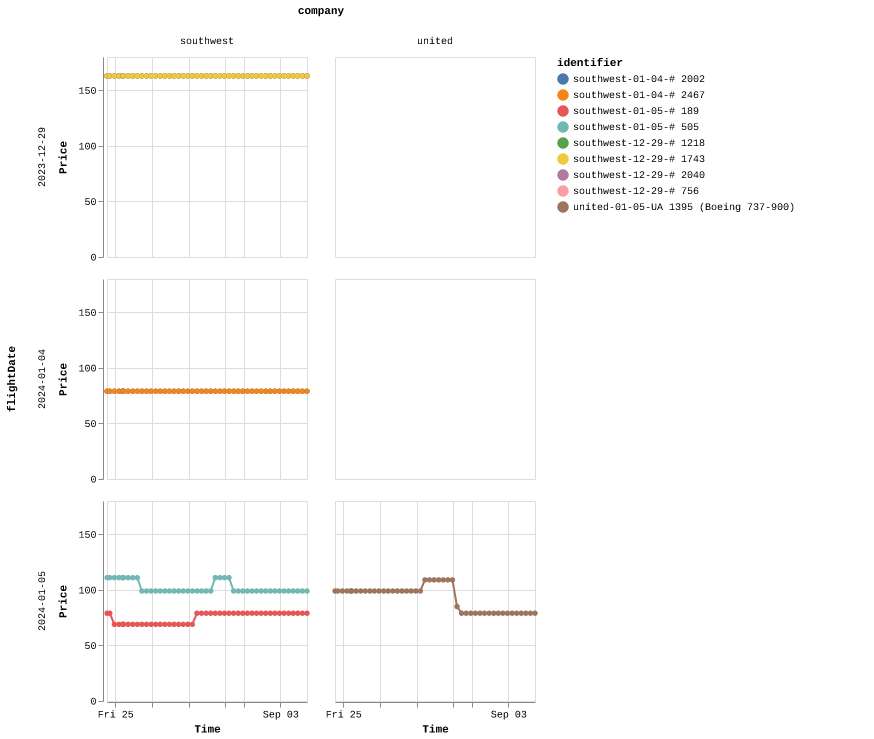 company
southwest
united
identifier
southwest-01-04-# 2002
southwest-01-04-# 2467
southwest-01-05-# 189
southwest-01-05-# 505
southwest-12-29-# 1218
southwest-12-29-# 1743
southwest-12-29-# 2040
southwest-12-29-# 756
united-01-05-UA 1395 (Boeing 737-900)
flightDate
2023-12-29
Price
150
100
50
0
2024-01-04
Price
150
100
50
0
2024-01-05
Price
150
100
50
0
Fri 25
Sep 03
Time
Fri 25
Sep 03
Time